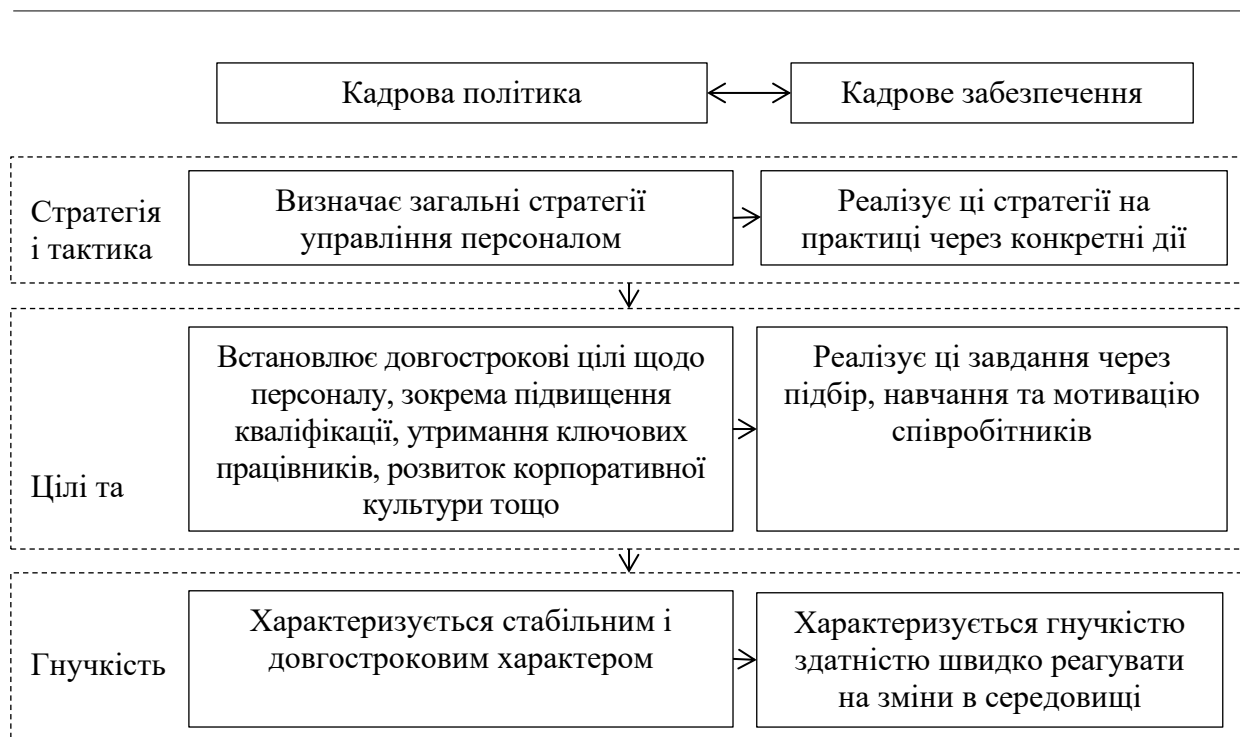 Кадрова політика
Кадрове забезпечення
Стратегія
і тактика
Визначає загальні стратегії
управління персоналом
Реалізує ці стратегії на
практиці через конкретні дії
Цілі та
Встановлює довгострокові цілі щодо
персоналу, зокрема підвищення
кваліфікації, утримання ключових
працівників, розвиток корпоративної
культури тощо
Реалізує ці завдання через
підбір, навчання та мотивацію
співробітників
Гнучкість
Характеризується стабільним і
довгостроковим характером
Характеризується гнучкістю
здатністю швидко реагувати
на зміни в середовищі